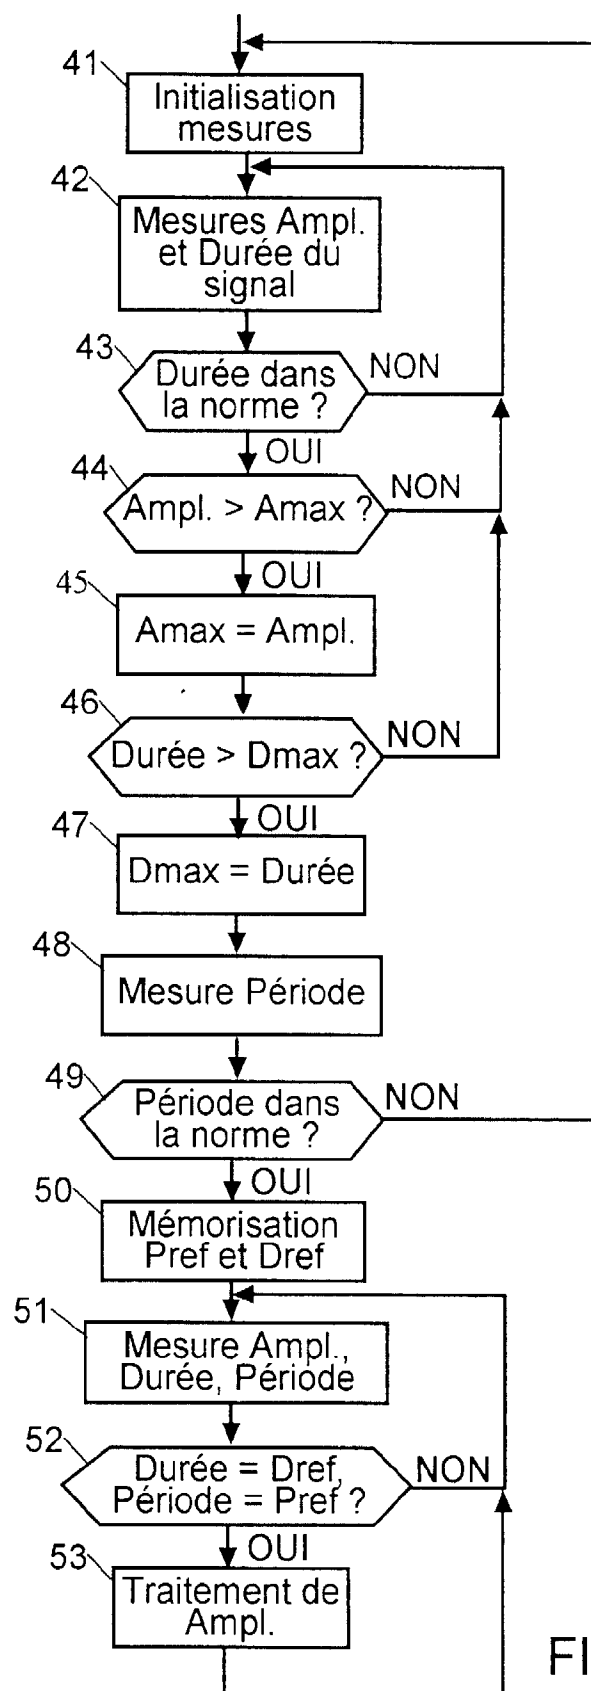 41
Initialisation
mesures
42
Mesures Ampl.
et Durée du
signal
43
Durée dans
la norme ?
NON
OUI
44
Ampl. > Amax ?
NON
OUI
45
Amax = Ampl.
46
Durée > Dmax ?
NON
OUI
47
Dmax = Durée
48
Mesure Période
49
Période dans
la norme ?
NON
OUI
50
Mémorisation
Pref et Dref
51
Mesure Ampl.,
Durée, Période
52
Durée = Dref,
Période = Pref ?
NON
OUI
53
Traitement de
Ampl.
FI